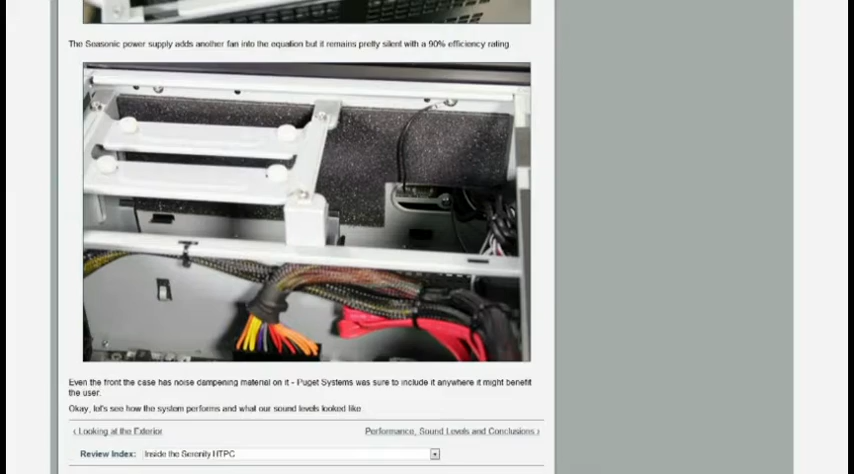 The Seasonic power supply adds another fan into the equation but it remains pretty silent with a 90% efficiency rating
Even the front the case has noise dampening material on it - Puget Systems was sure to include it anywhere it might benefit
the user.
Okay, let's see how the system performs and what our sound levels looked like
‹ Looking at the Exterior
Performance, Sound Levels and Conclusions ›
Review Index: Inside the Serenity HTPC